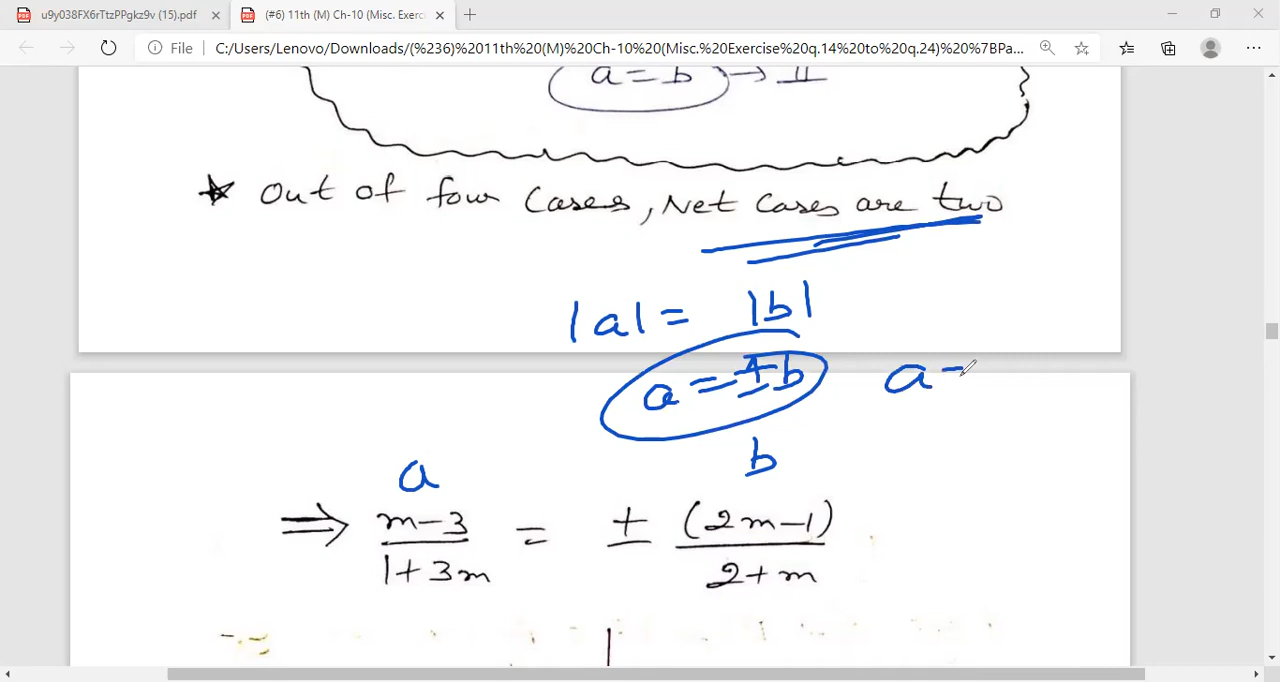 u9y038FX6rTtzPPgkz9v (15).pdf
(#6) 11th (M) Ch-10 (Misc. Exerc
File
C:/Users/Lenovo/Downloads/(%236)%2011th%20(M)%20Ch-10%20(Misc.%20Exercise%20q.14%20to%20q.24)%20%7BPa...
a = b → II
★ Out of four Cases, Net Cases are two
|a| = |b|
a = ±b a =
a b
⇒ m-3/1+3m = ± (2m-1)/2+m